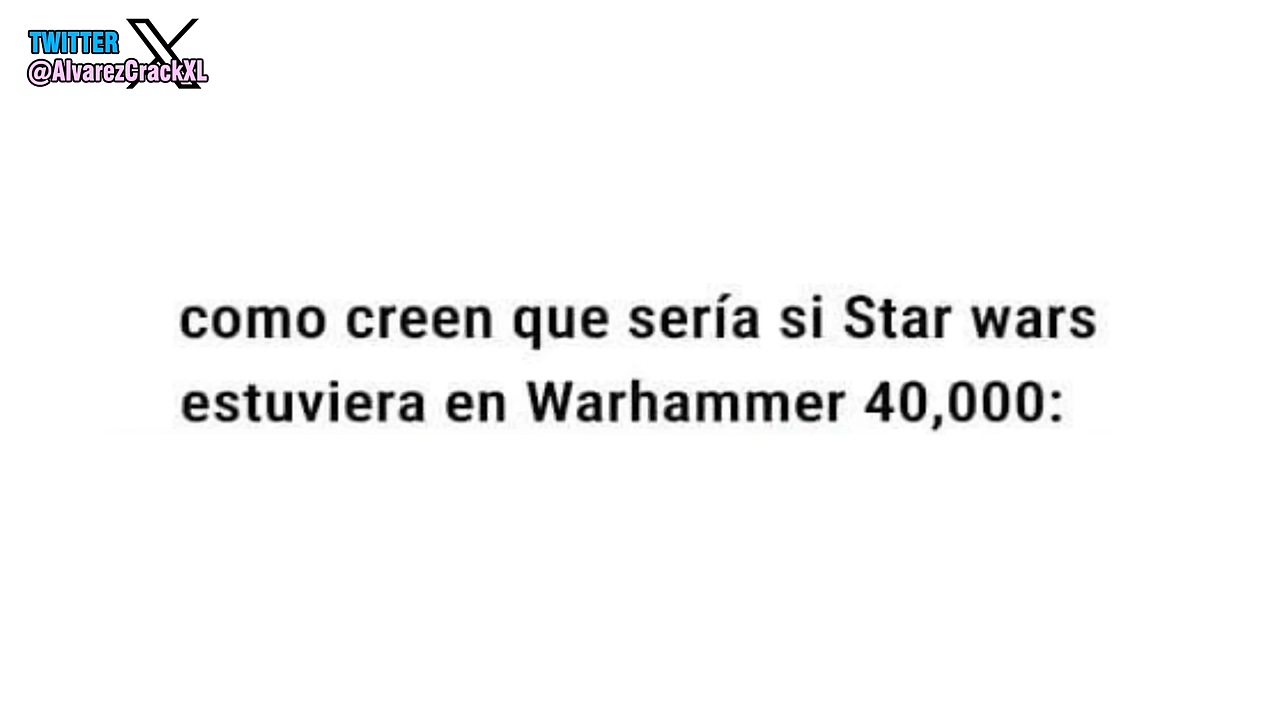 TWITTER
@AlvarezCrackXL
como creen que sería si Star wars
estuviera en Warhammer 40,000: